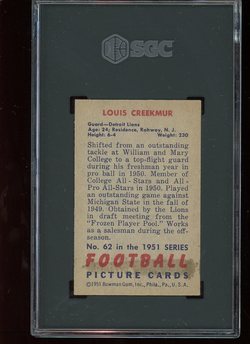 SGC
LOUIS CREEKMUR
Guard—Detroit Lions
Age: 24; Residence, Rahway, N. J.
Height: 6-4 Weight: 230
Shifted from an outstanding
tackle at William and Mary
College to a top-flight guard
during his freshman year in
pro ball in 1950. Member of
College All-Stars and All-
Pro All-Stars in 1950. Played
an outstanding game against
Michigan State in the fall of
1949. Obtained by the Lions
in draft meeting from the
"Frozen Player Pool." Works
as a salesman during the off-
season.
No. 62 in the 1951 SERIES
FOOTBALL
PICTURE CARDS
©1951 Bowman Gum, Inc., Phila., Pa., U. S. A.